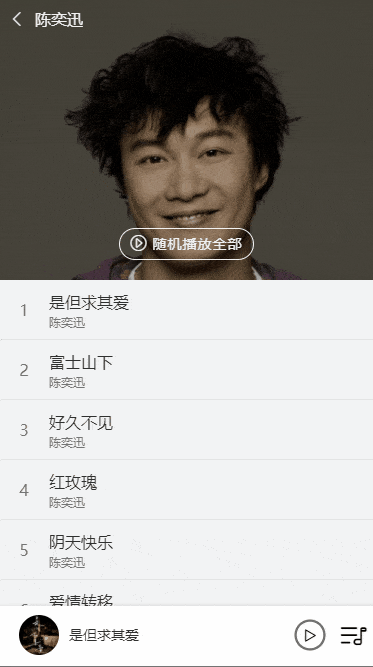 陈奕迅
随机播放全部
1
是但求其爱
陈奕迅
2
富士山下
陈奕迅
3
好久不见
陈奕迅
4
红玫瑰
陈奕迅
5
阴天快乐
陈奕迅
6
爱情转移
是但求其爱